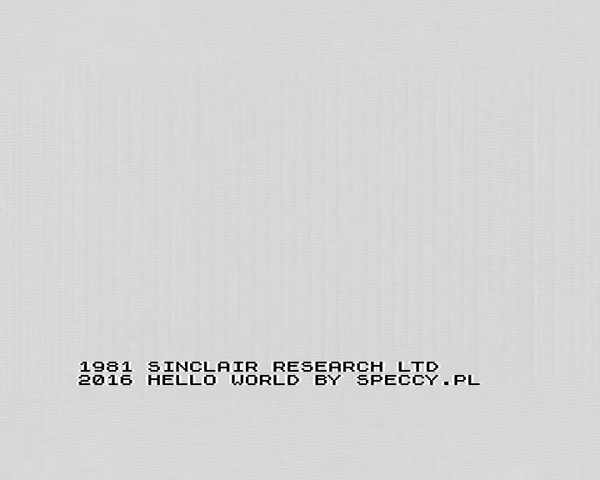 1981 SINCLAIR RESEARCH LTD
2016 HELLO WORLD BY SPECCY.PL